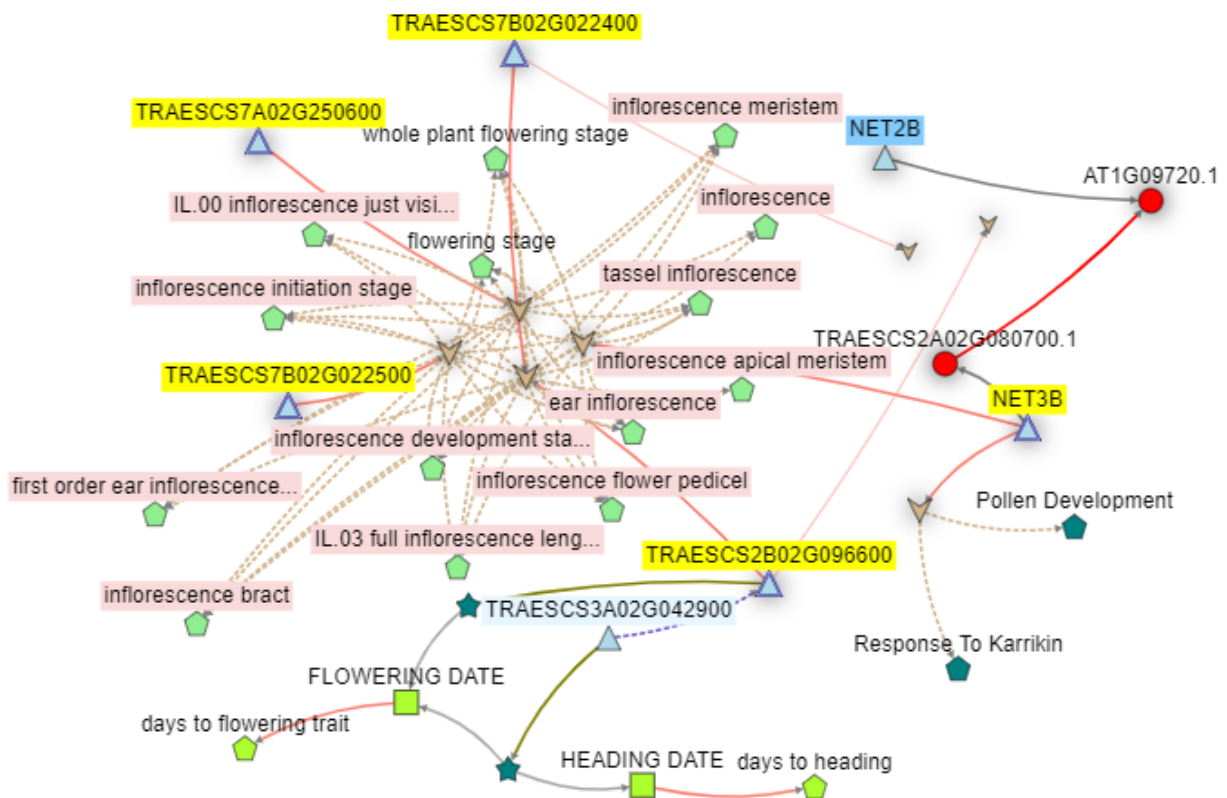 TRAESCS7B02G022400
TRAESCS7A02G250600
inflorescence meristem
whole plant flowering stage
NET2B
AT1G09720.1
IL.00 inflorescence just visi...
inflorescence
flowering stage
tassel inflorescence
inflorescence initiation stage
TRAESCS2A02G080700.1
inflorescence apical meristem
TRAESCS7B02G022500
NET3B
ear inflorescence
inflorescence development sta...
first order ear inflorescence...
inflorescence flower pedicel
Pollen Development
IL.03 full inflorescence leng...
TRAESCS2B02G096600
inflorescence bract
TRAESCS3A02G042900
Response To Karrikin
FLOWERING DATE
days to flowering trait
HEADING DATE
days to heading